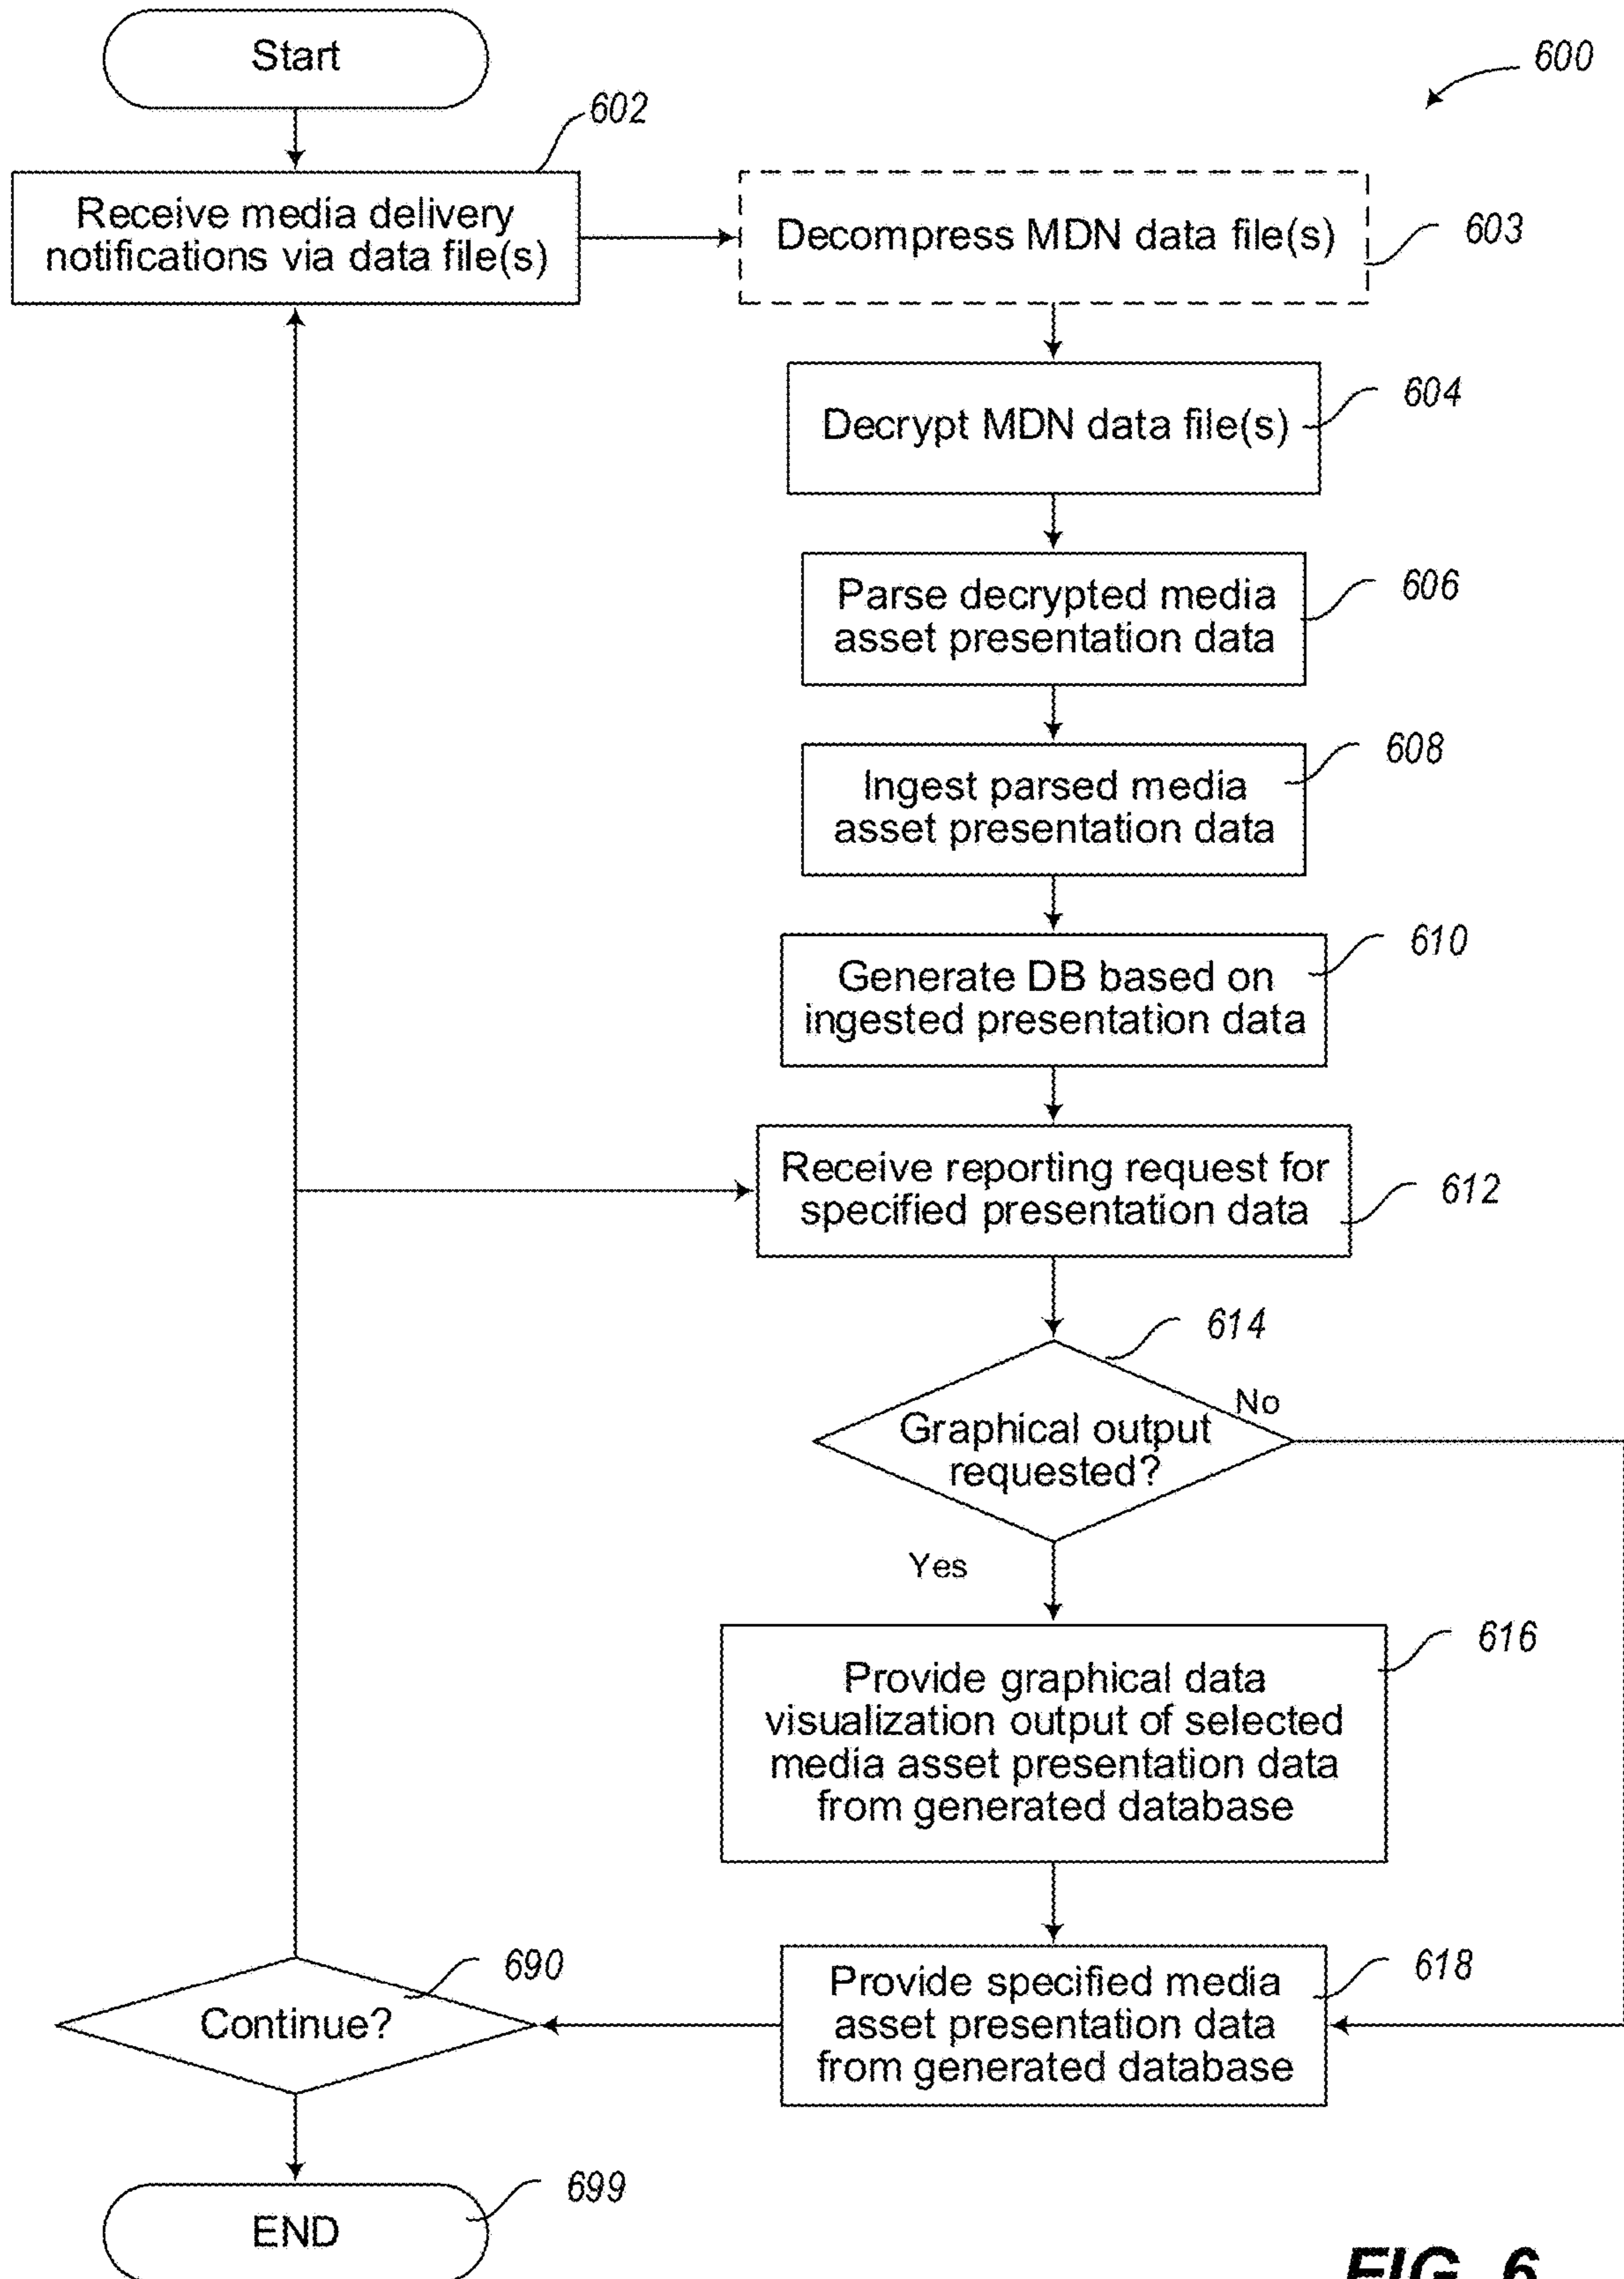 Start
600
602
Receive media delivery
notifications via data file(s)
Decompress MDN data file(s)
603
Decrypt MDN data file(s)
604
Parse decrypted media
asset presentation data
606
Ingest parsed media
asset presentation data
608
Generate DB based on
ingested presentation data
610
Receive reporting request for
specified presentation data
612
614
Graphical output
requested?
No
Yes
Provide graphical data
visualization output of selected
media asset presentation data
from generated database
616
Provide specified media
asset presentation data
from generated database
618
Continue?
690
END
699
FIG. 6